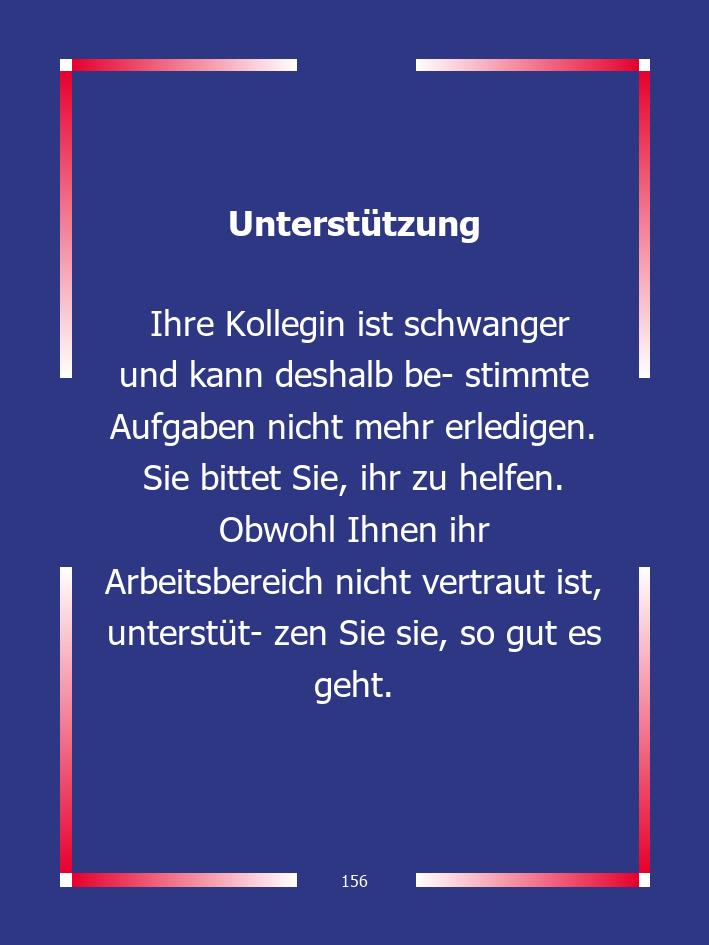 Unterstützung
Ihre Kollegin ist schwanger
und kann deshalb be- stimmte
Aufgaben nicht mehr erledigen.
Sie bittet Sie, ihr zu helfen.
Obwohl Ihnen ihr
Arbeitsbereich nicht vertraut ist,
unterstüt- zen Sie sie, so gut es
geht.
156